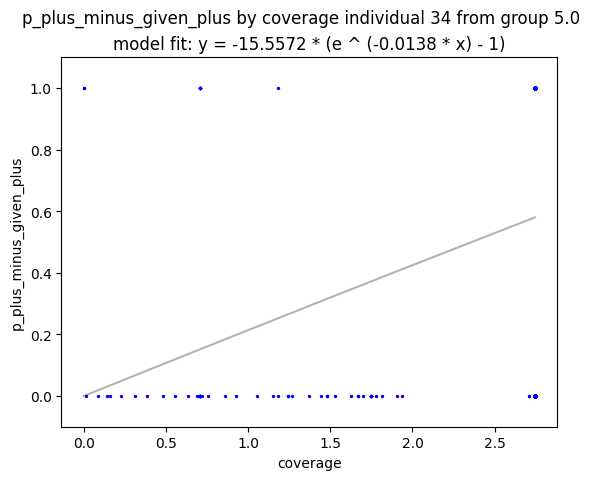 p_plus_minus_given_plus by coverage individual 34 from group 5.0
model fit: y = -15.5572 * (e ^ (-0.0138 * x) - 1)
p_plus_minus_given_plus
1.0
0.8
0.6
0.4
0.2
0.0
0.0 0.5 1.0 1.5 2.0 2.5
coverage